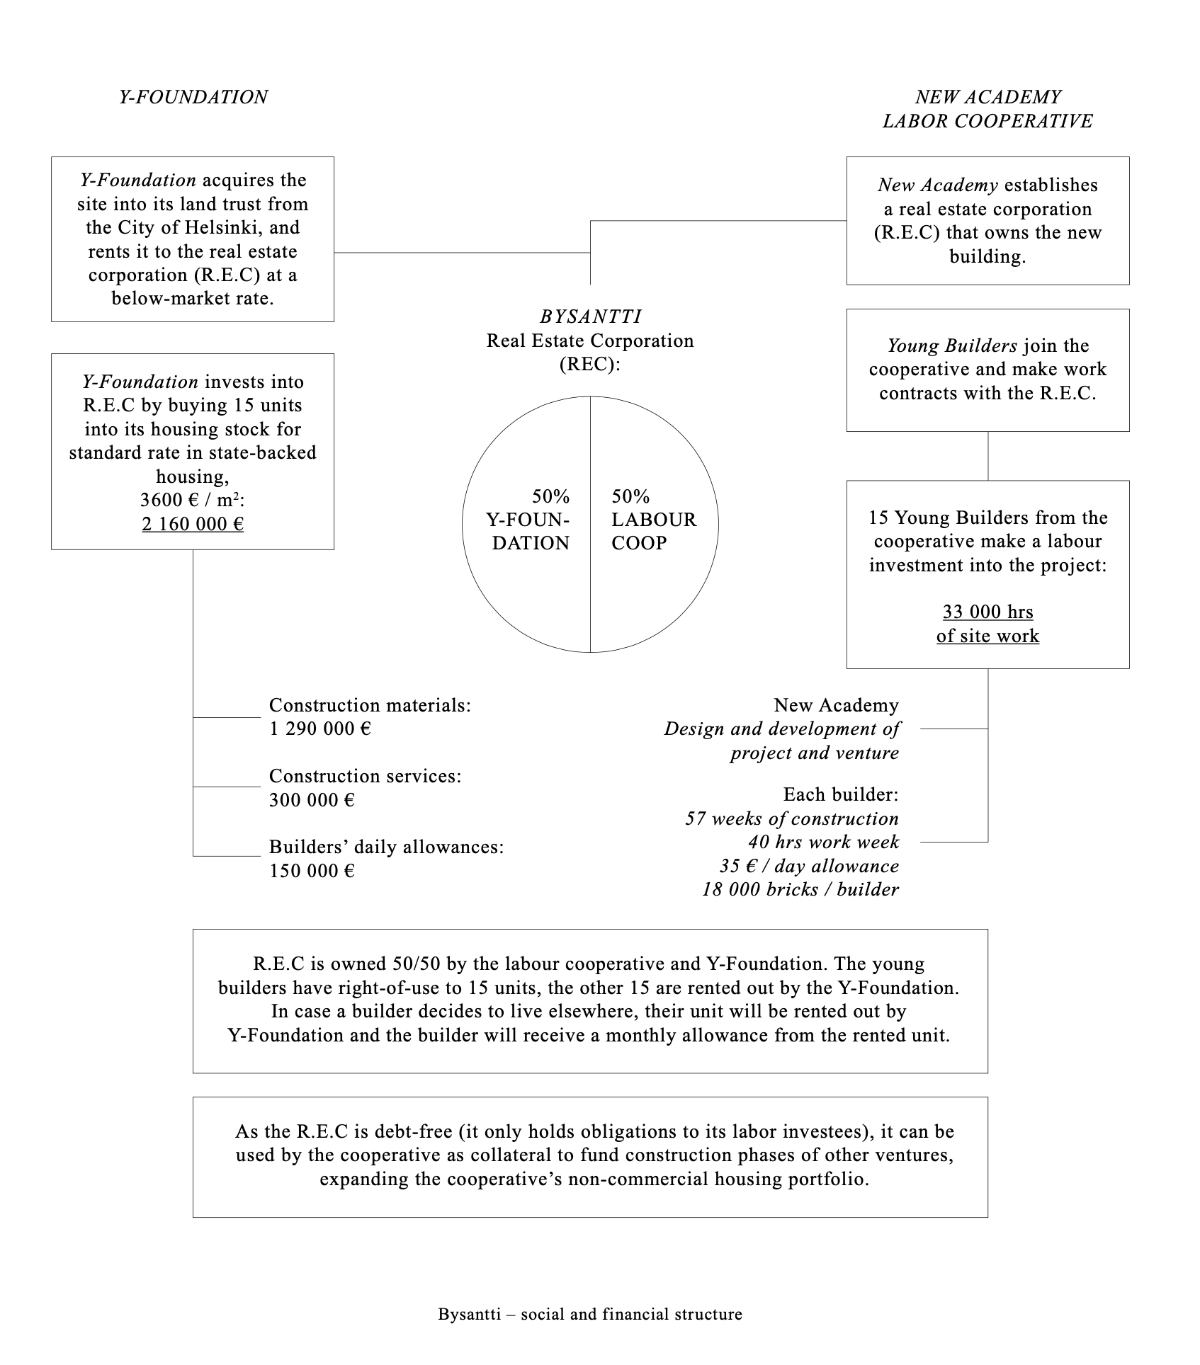 Y-FOUNDATION
NEW ACADEMY
LABOR COOPERATIVE
Y-Foundation acquires the
site into its land trust from
the City of Helsinki, and
rents it to the real estate
corporation (R.E.C) at a
below-market rate.
New Academy establishes
a real estate corporation
(R.E.C) that owns the new
building.
Y-Foundation invests into
R.E.C by buying 15 units
into its housing stock for
standard rate in state-backed
housing,
3600 € / m²:
2 160 000 €
BYSANTTI
Real Estate Corporation
(REC):
50%
Y-FOUN-
DATION
50%
LABOUR
COOP
Young Builders join the
cooperative and make work
contracts with the R.E.C.
15 Young Builders from the
cooperative make a labour
investment into the project:
33 000 hrs
of site work
Construction materials:
1 290 000 €
Construction services:
300 000 €
Builders’ daily allowances:
150 000 €
New Academy
Design and development of
project and venture
Each builder:
57 weeks of construction
40 hrs work week
35 € / day allowance
18 000 bricks / builder
R.E.C is owned 50/50 by the labour cooperative and Y-Foundation. The young
builders have right-of-use to 15 units, the other 15 are rented out by the Y-Foundation.
In case a builder decides to live elsewhere, their unit will be rented out by
Y-Foundation and the builder will receive a monthly allowance from the rented unit.
As the R.E.C is debt-free (it only holds obligations to its labor investees), it can be
used by the cooperative as collateral to fund construction phases of other ventures,
expanding the cooperative’s non-commercial housing portfolio.
Bysantti – social and financial structure